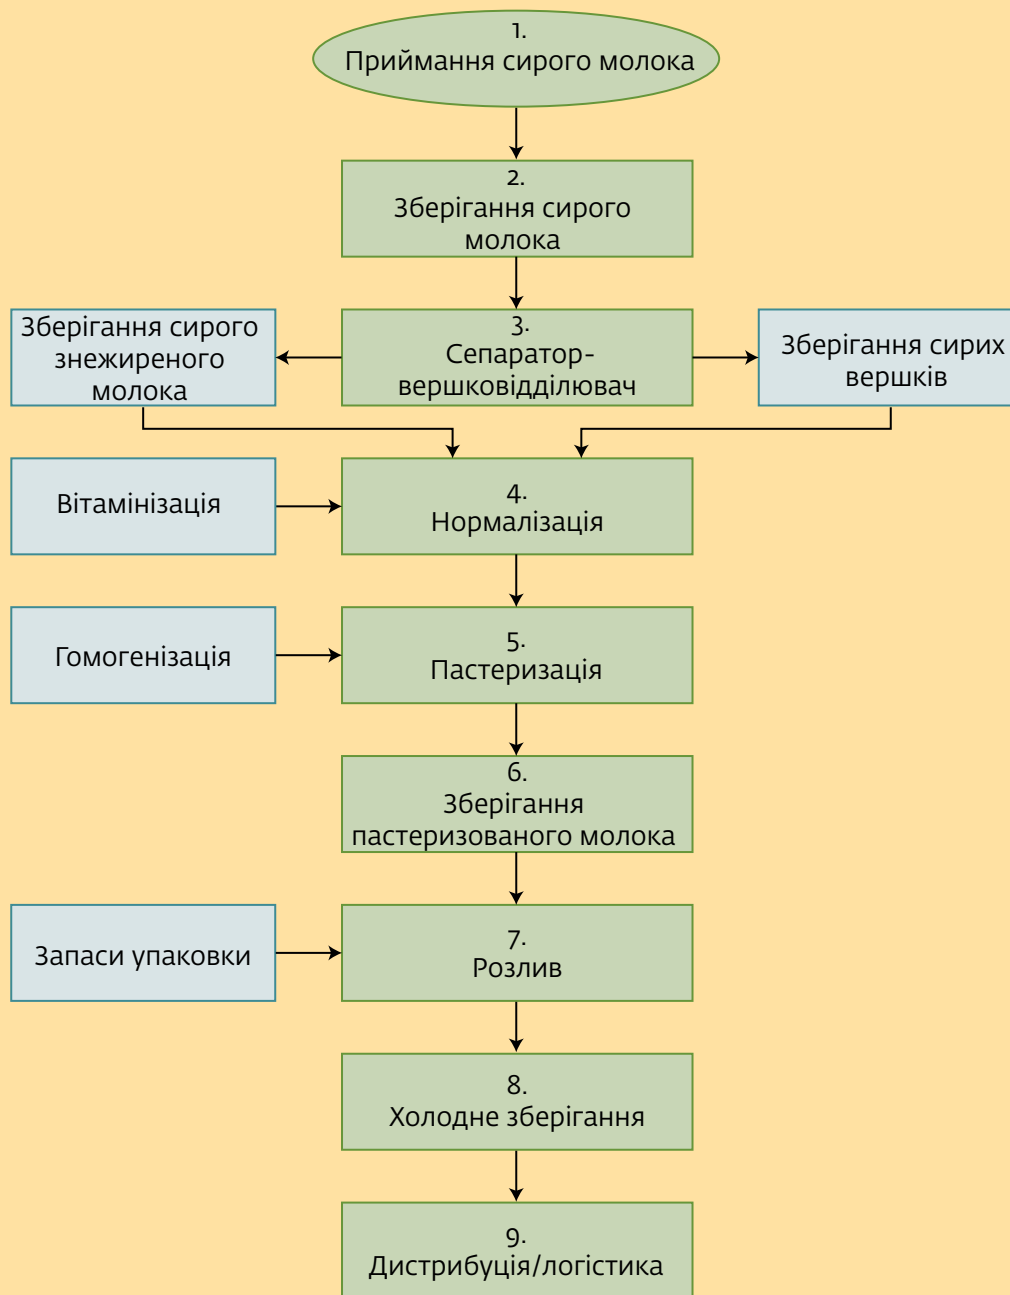 1.
Приймання сирого молока
2.
Зберігання сирого
молока
Зберігання сирого
знежиреного
молока
3.
Сепаратор-
вершковідділювач
Зберігання сирих
вершків
Вітамінізація
4.
Нормалізація
Гомогенізація
5.
Пастеризація
6.
Зберігання
пастеризованого молока
Запаси упаковки
7.
Розлив
8.
Холодне зберігання
9.
Дистрибуція/логістика